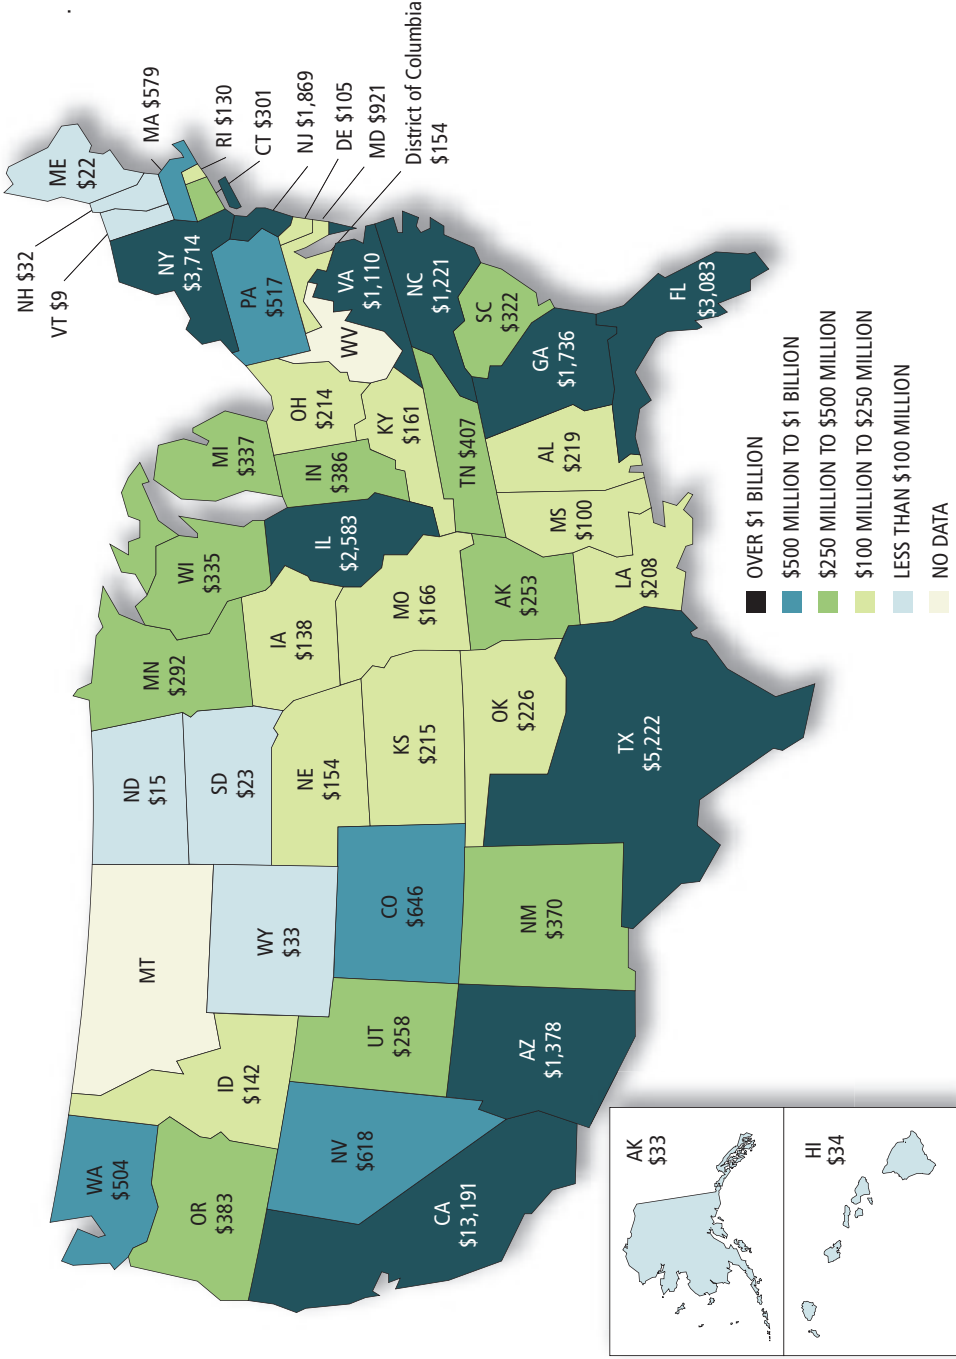 WA
$504
OR
$383
CA
$13,191
NV
$618
ID
$142
MT
WY
$33
UT
$258
AZ
$1,378
CO
$646
NM
$370
ND
$15
SD
$23
NE
$154
KS
$215
OK
$226
TX
$5,222
MN
$292
IA
$138
MO
$166
AK
$253
LA
$208
WI
$335
IL
$2,583
MI
$337
IN
$386
OH
$214
KY
$161
TN $407
MS
$100
AL
$219
GA
$1,736
FL
$3,083
SC
$322
NC
$1,221
VA
$1,110
WV
PA
$517
NY
$3,714
VT $9
NH $32
ME
$22
MA $579
RI $130
CT $301
NJ $1,869
DE $105
MD $921
District of Columbia
$154
AK
$33
HI
$34
OVER $1 BILLION
$500 MILLION TO $1 BILLION
$250 MILLION TO $500 MILLION
$100 MILLION TO $250 MILLION
LESS THAN $100 MILLION
NO DATA